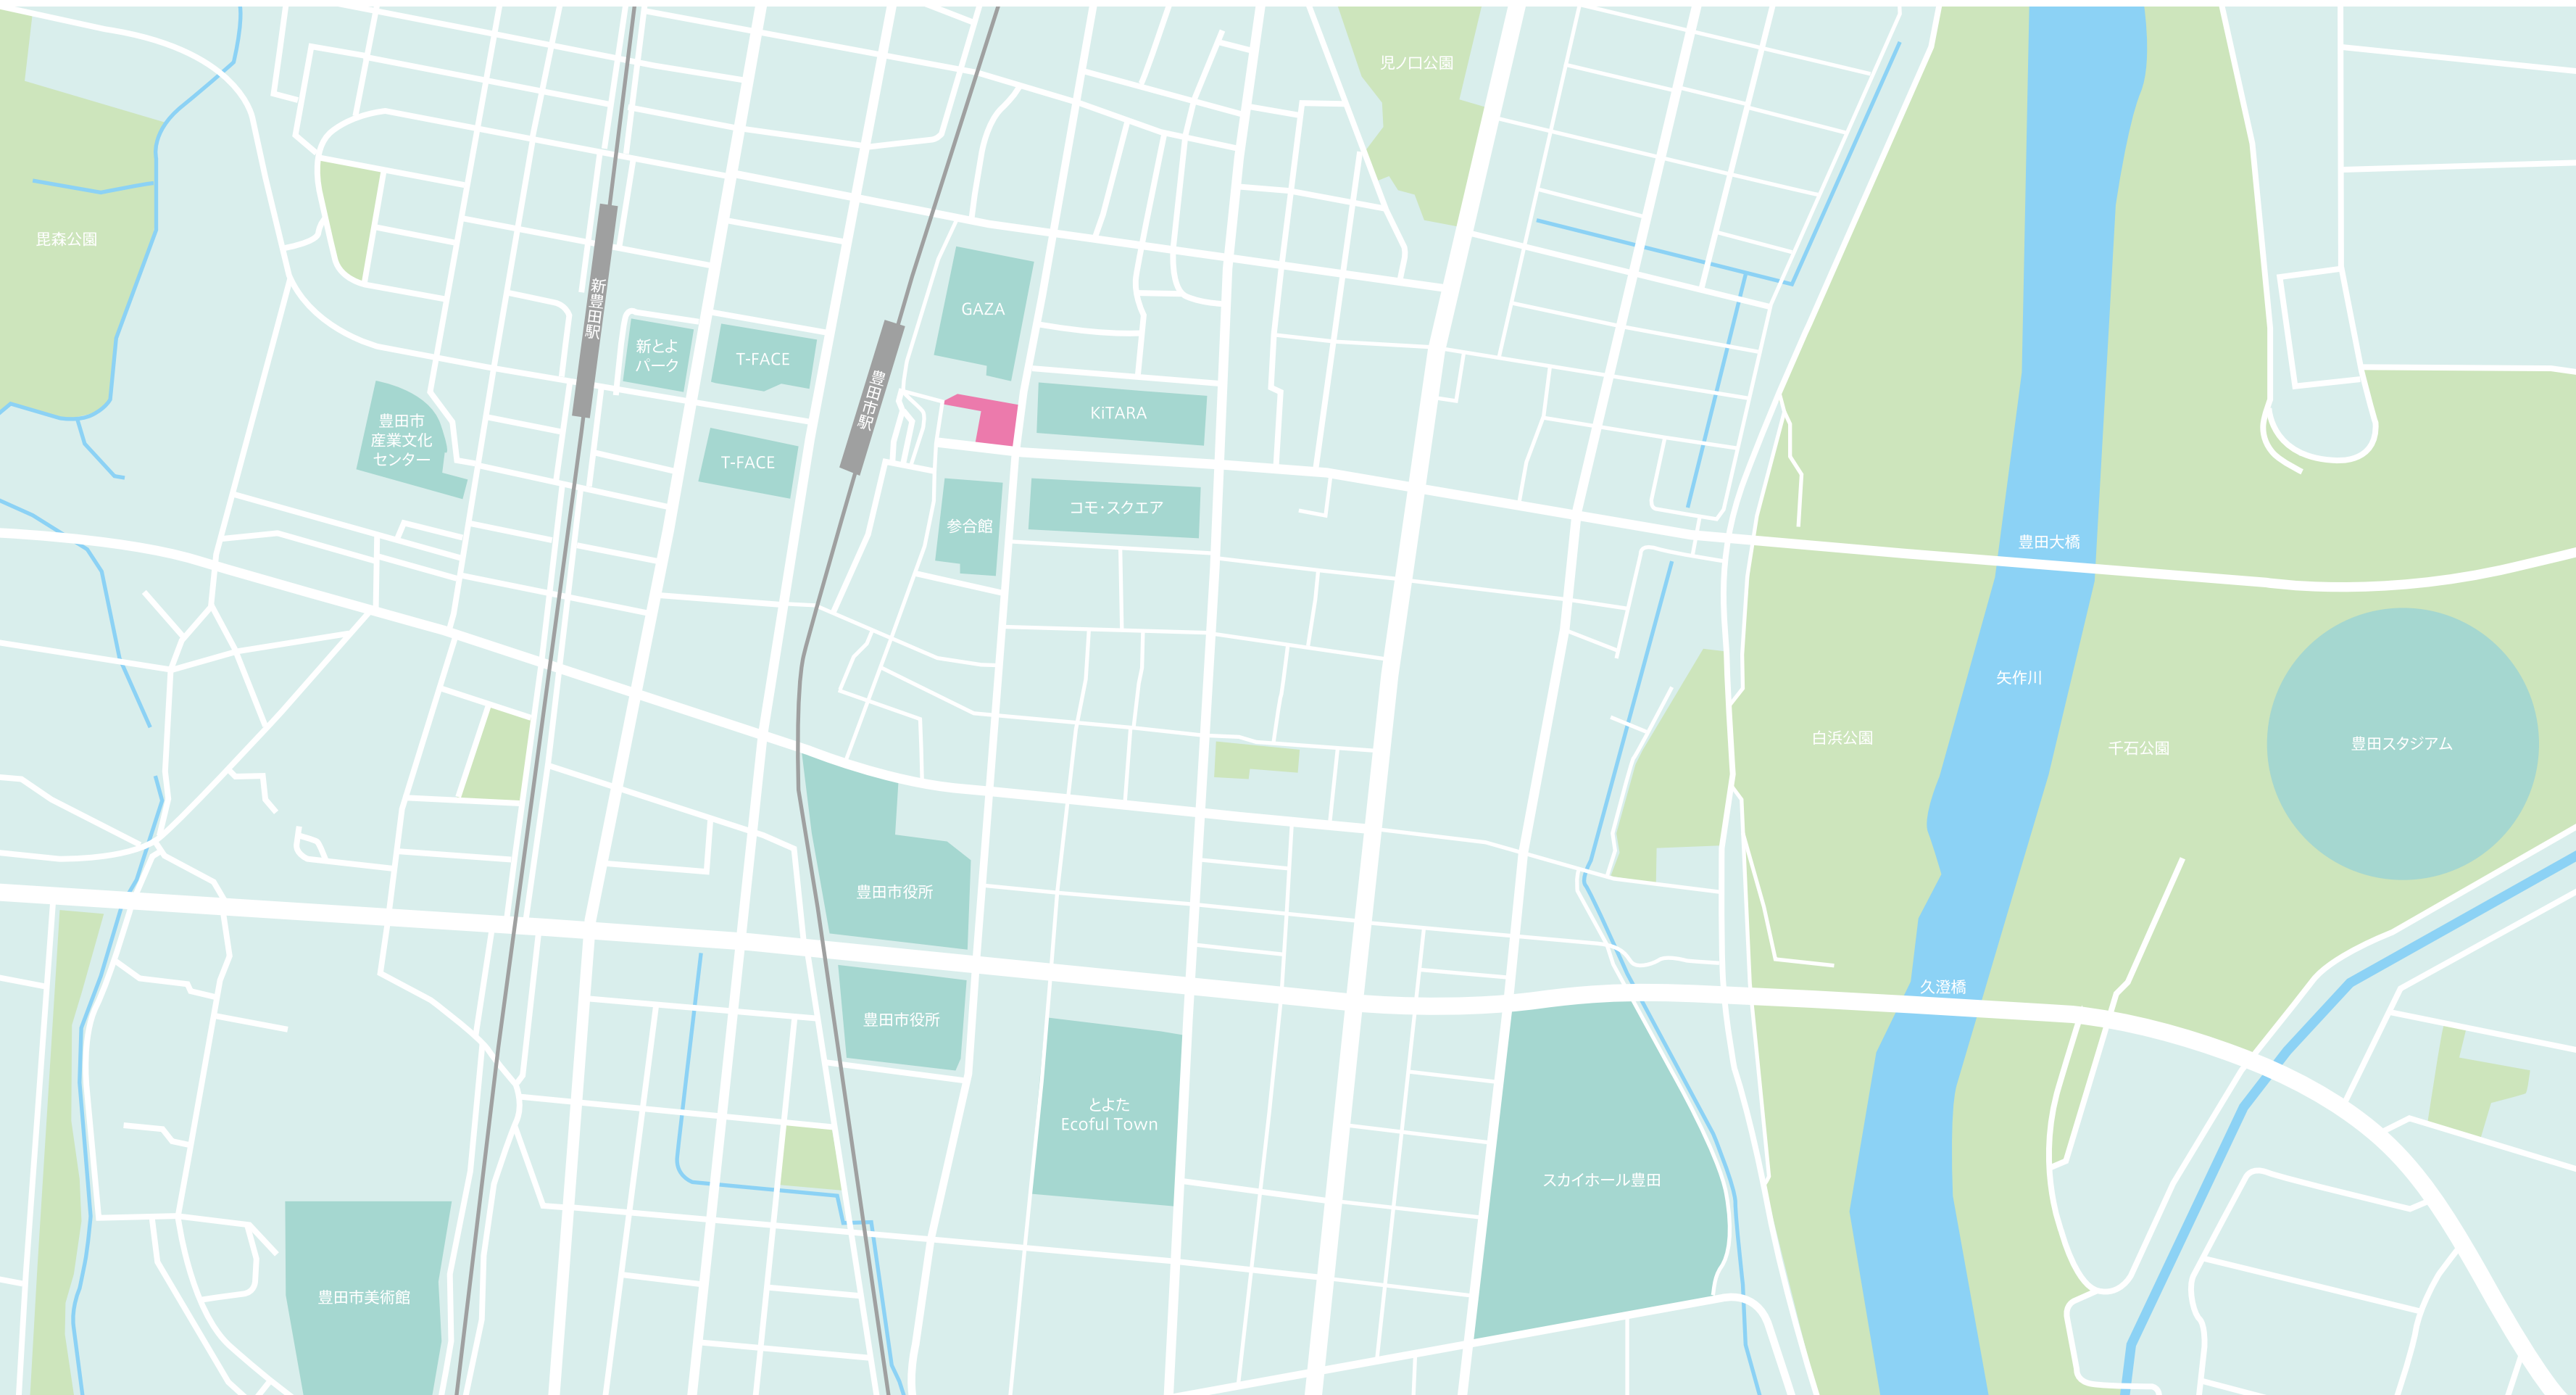 児ノ口公園
毘森公園
新豊田駅
GAZA
新とよ
パーク
T-FACE
豊田市駅
KiTARA
豊田市
産業文化
センター
T-FACE
コモ・スクエア
参合館
豊田大橋
矢作川
白浜公園
千石公園
豊田スタジアム
豊田市役所
久澄橋
豊田市役所
とよた
Ecoful Town
スカイホール豊田
豊田市美術館